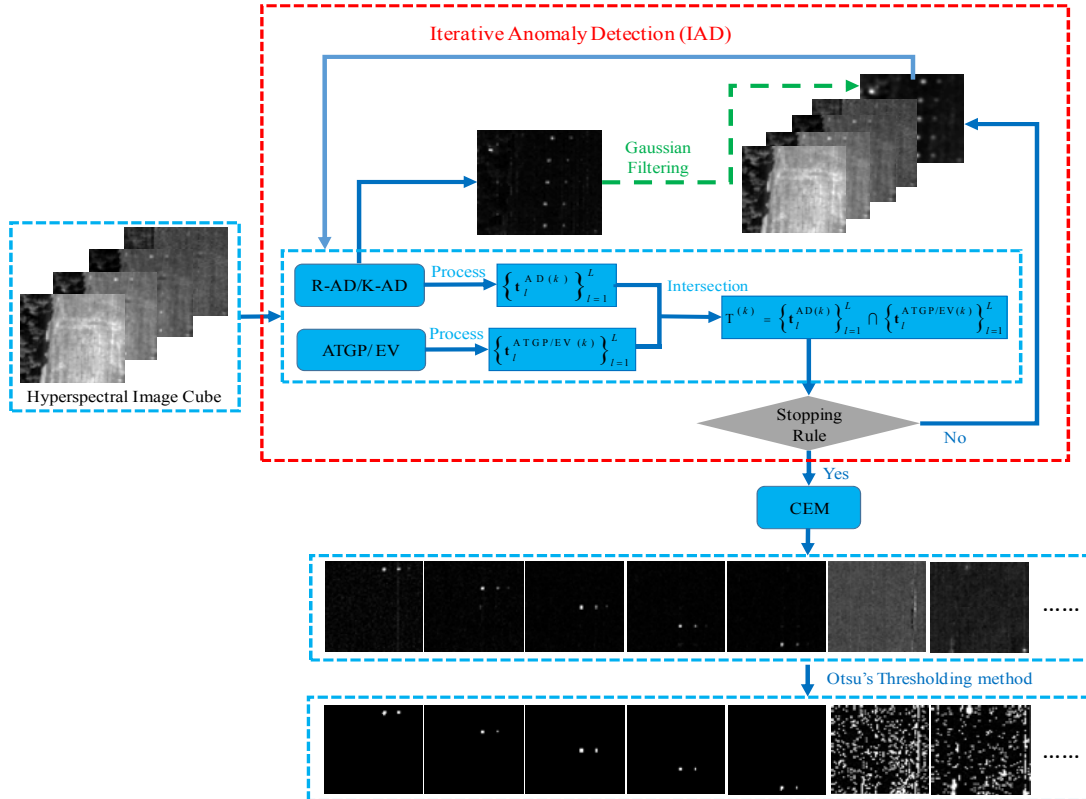 Iterative Anomaly Detection (IAD)
Gaussian
Filtering
R-AD/K-AD
Process
{t_l^{AD(k)}}_{l=1}^{L}
Intersection
T^{(k)} = {t_l^{AD(k)}}_{l=1}^{L} ∩ {t_l^{ATGP/EV(k)}}_{l=1}^{L}
ATGP/EV
Process
{t_l^{ATGP/EV(k)}}_{l=1}^{L}
Hyperspectral Image Cube
Stopping
Rule
No
Yes
CEM
……
Otsu's Thresholding method
……